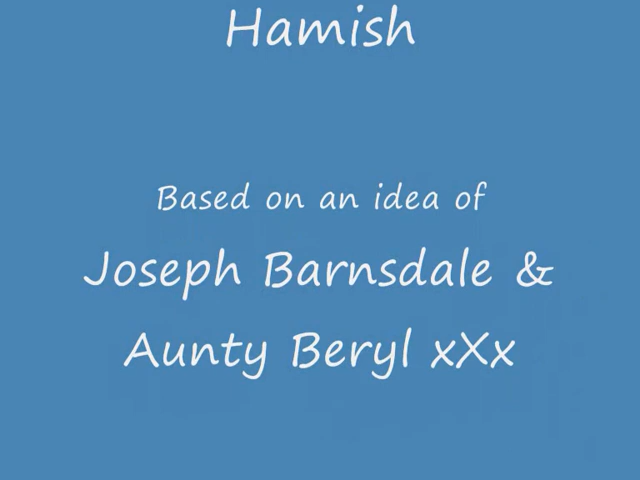 Hamish
Based on an idea of
Joseph Barnsdale &
Aunty Beryl xXx